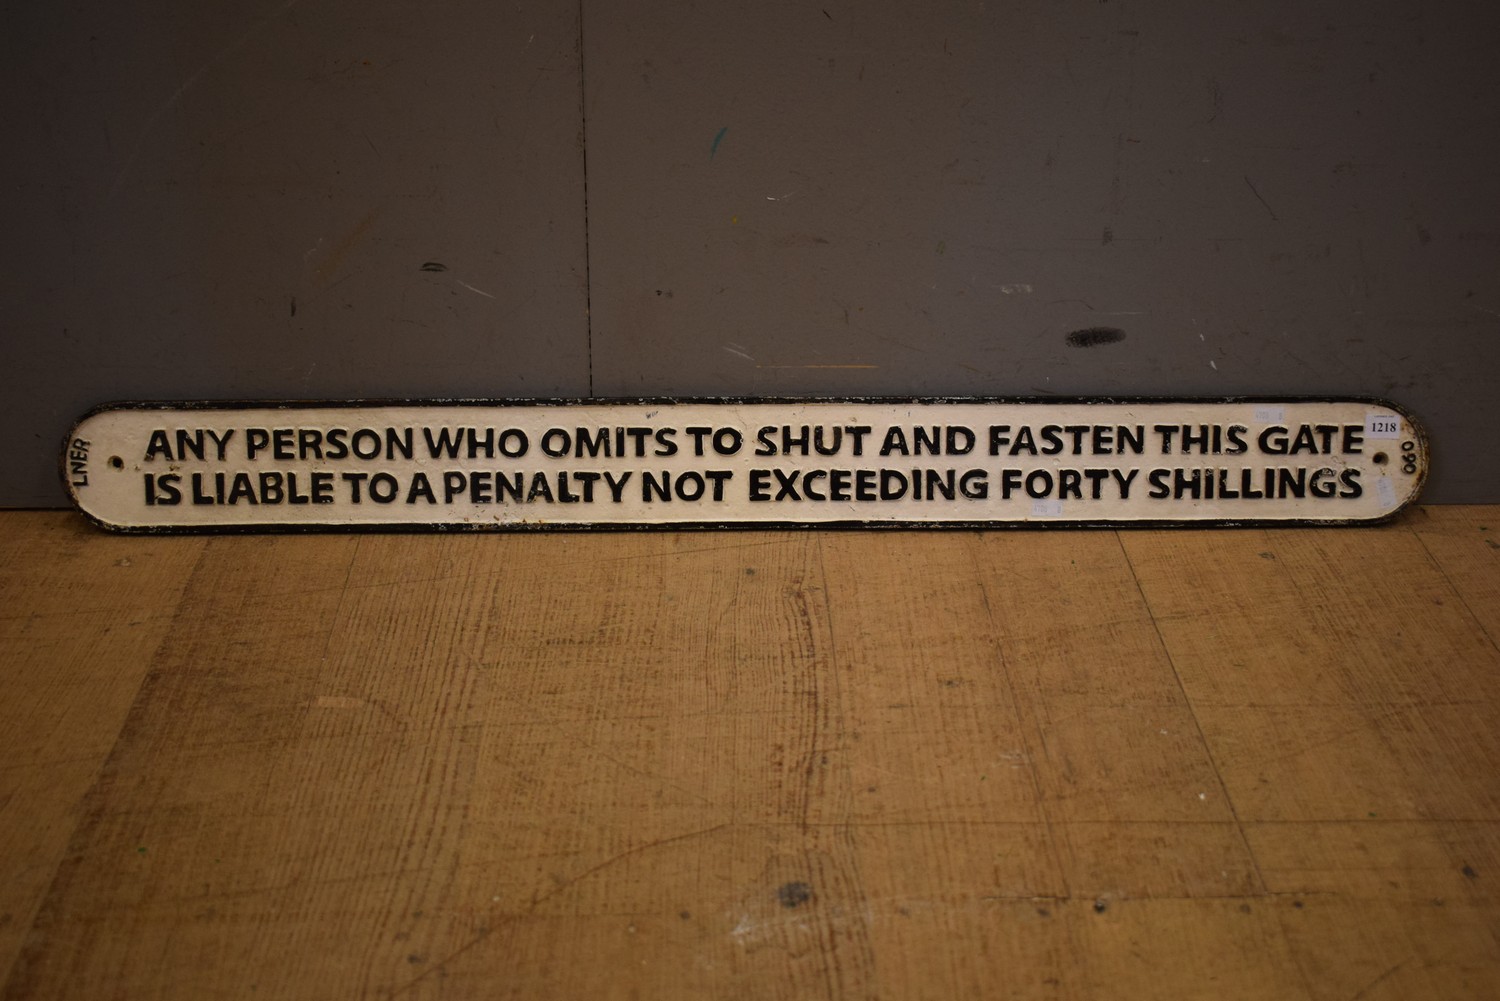 LNER
ANY PERSON WHO OMITS TO SHUT AND FASTEN THIS GATE
IS LIABLE TO A PENALTY NOT EXCEEDING FORTY SHILLINGS
1218